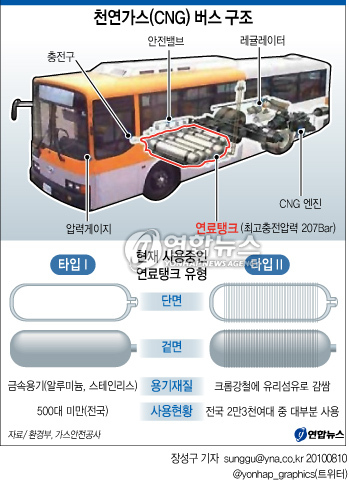 천연가스(CNG) 버스 구조
안전밸브
레귤레이터
충전구
CNG 엔진
압력게이지
연료탱크 (최고충전압력 207Bar)
연합뉴스
YONHAP NEWS AGENCY
현재 사용중인
연료탱크 유형
타입 I
타입 II
단면
겉면
금속용기(알루미늄, 스테인리스)
용기재질
크롬강철에 유리섬유로 감쌈
500대 미만(전국)
사용현황
전국 2만3천여대 중 대부분 사용
자료/ 환경부, 가스안전공사
연합뉴스
장성구 기자 sunggu@yna.co.kr 20100810
@yonhap_graphics(트위터)